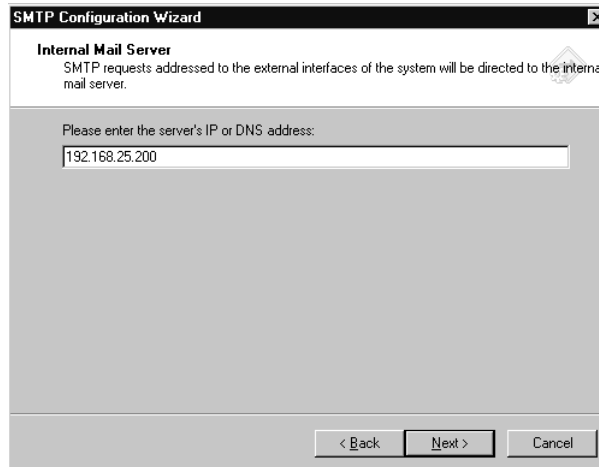 SMTP Configuration Wizard
Internal Mail Server
SMTP requests addressed to the external interfaces of the system will be directed to the interna
mail server.
Please enter the server's IP or DNS address:
192.168.25.200
< Back
Next >
Cancel